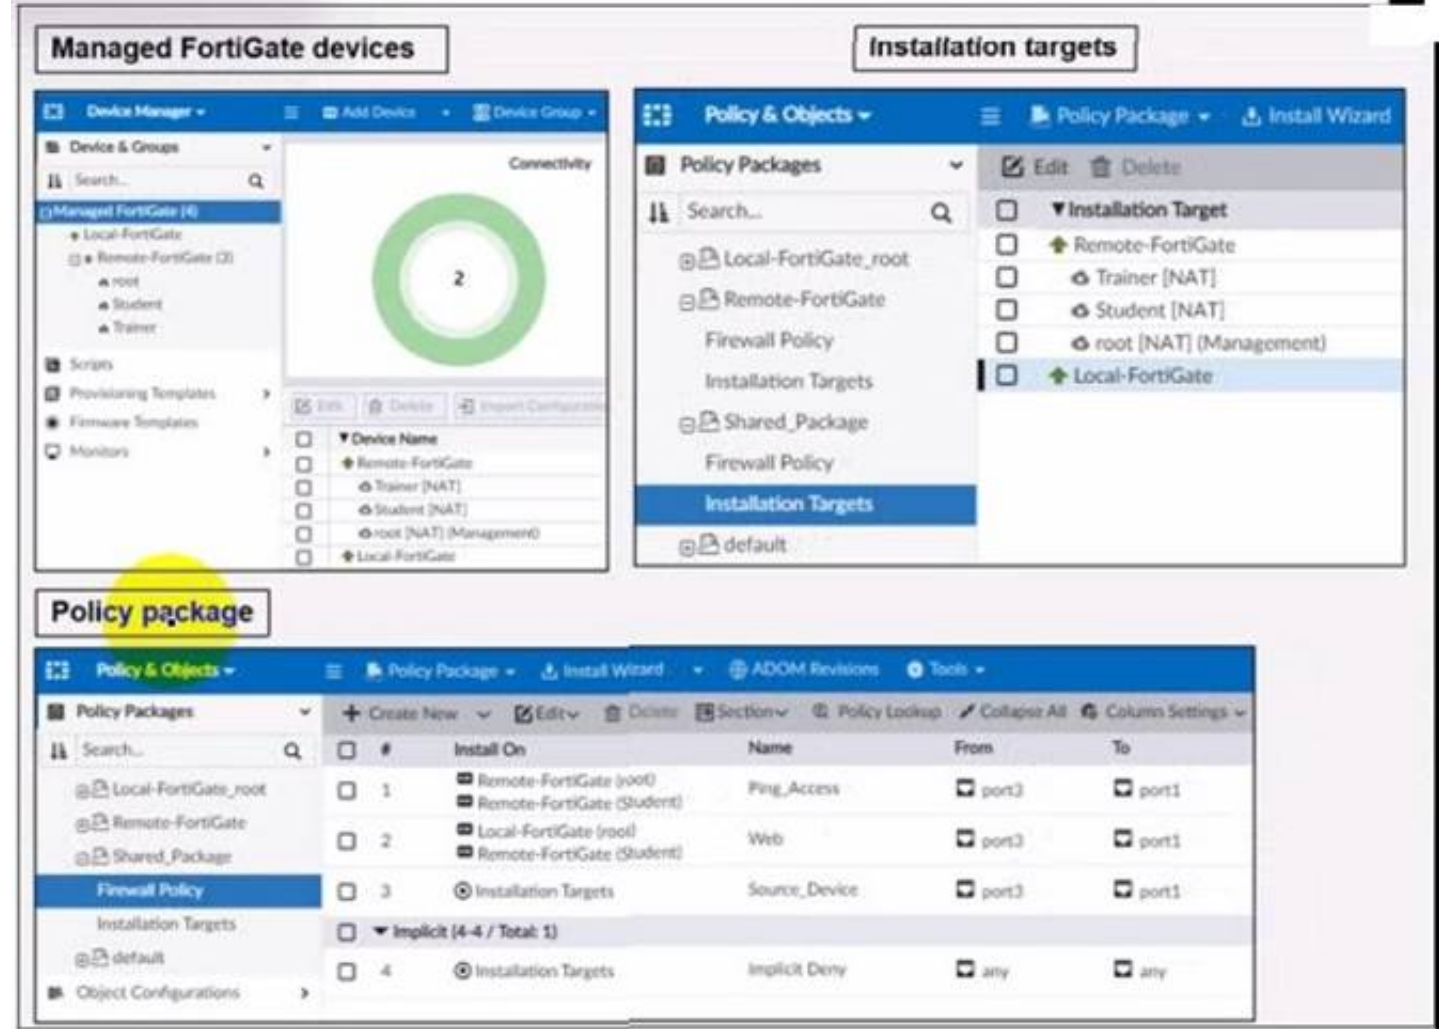 Managed FortiGate devices
Device Manager
Add Device
Device Group
Device & Groups
Search...
Managed FortiGate (4)
Local-FortiGate
Remote-FortiGate (3)
root
Student
Trainer
Scripts
Provisioning Templates
Firmware Templates
Monitors
Connectivity
2
Edit
Delete
Import Configuration
Device Name
Remote-FortiGate
Trainer [NAT]
Student [NAT]
root [NAT] (Management)
Local-FortiGate
Installation targets
Policy & Objects
Policy Package
Install Wizard
Policy Packages
Search...
Local-FortiGate_root
Remote-FortiGate
Firewall Policy
Installation Targets
Shared_Package
Firewall Policy
Installation Targets
default
Edit
Delete
Installation Target
Remote-FortiGate
Trainer [NAT]
Student [NAT]
root [NAT] (Management)
Local-FortiGate
Policy package
Policy & Objects
Policy Package
Install Wizard
ADOM Revisions
Tools
Policy Packages
Search...
Local-FortiGate_root
Remote-FortiGate
Shared_Package
Firewall Policy
Installation Targets
default
Object Configurations
Create New
Edit
Delete
Section
Policy Lookup
Collapse All
Column Settings
# Install On Name From To
1 Remote-FortiGate (root) Ping_Access port3 port1
Remote-FortiGate (Student)
2 Local-FortiGate (root) Web port3 port1
Remote-FortiGate (Student)
3 Installation Targets Source_Device port3 port1
Implicit (4-4 / Total: 1)
4 Installation Targets Implicit Deny any any